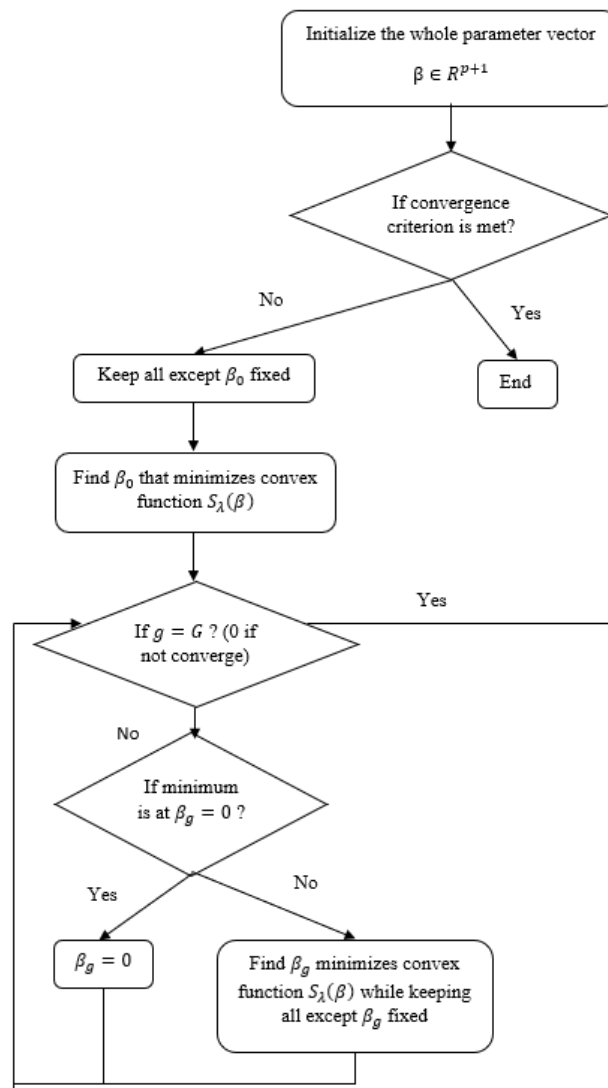 Initialize the whole parameter vector
β ∈ R^{p+1}
If convergence
criterion is met?
No
Yes
Keep all except β₀ fixed
End
Find β₀ that minimizes convex
function S_λ(β)
Yes
If g = G ? (0 if
not converge)
No
If minimum
is at β_g = 0 ?
Yes
No
β_g = 0
Find β_g minimizes convex
function S_λ(β) while keeping
all except β_g fixed